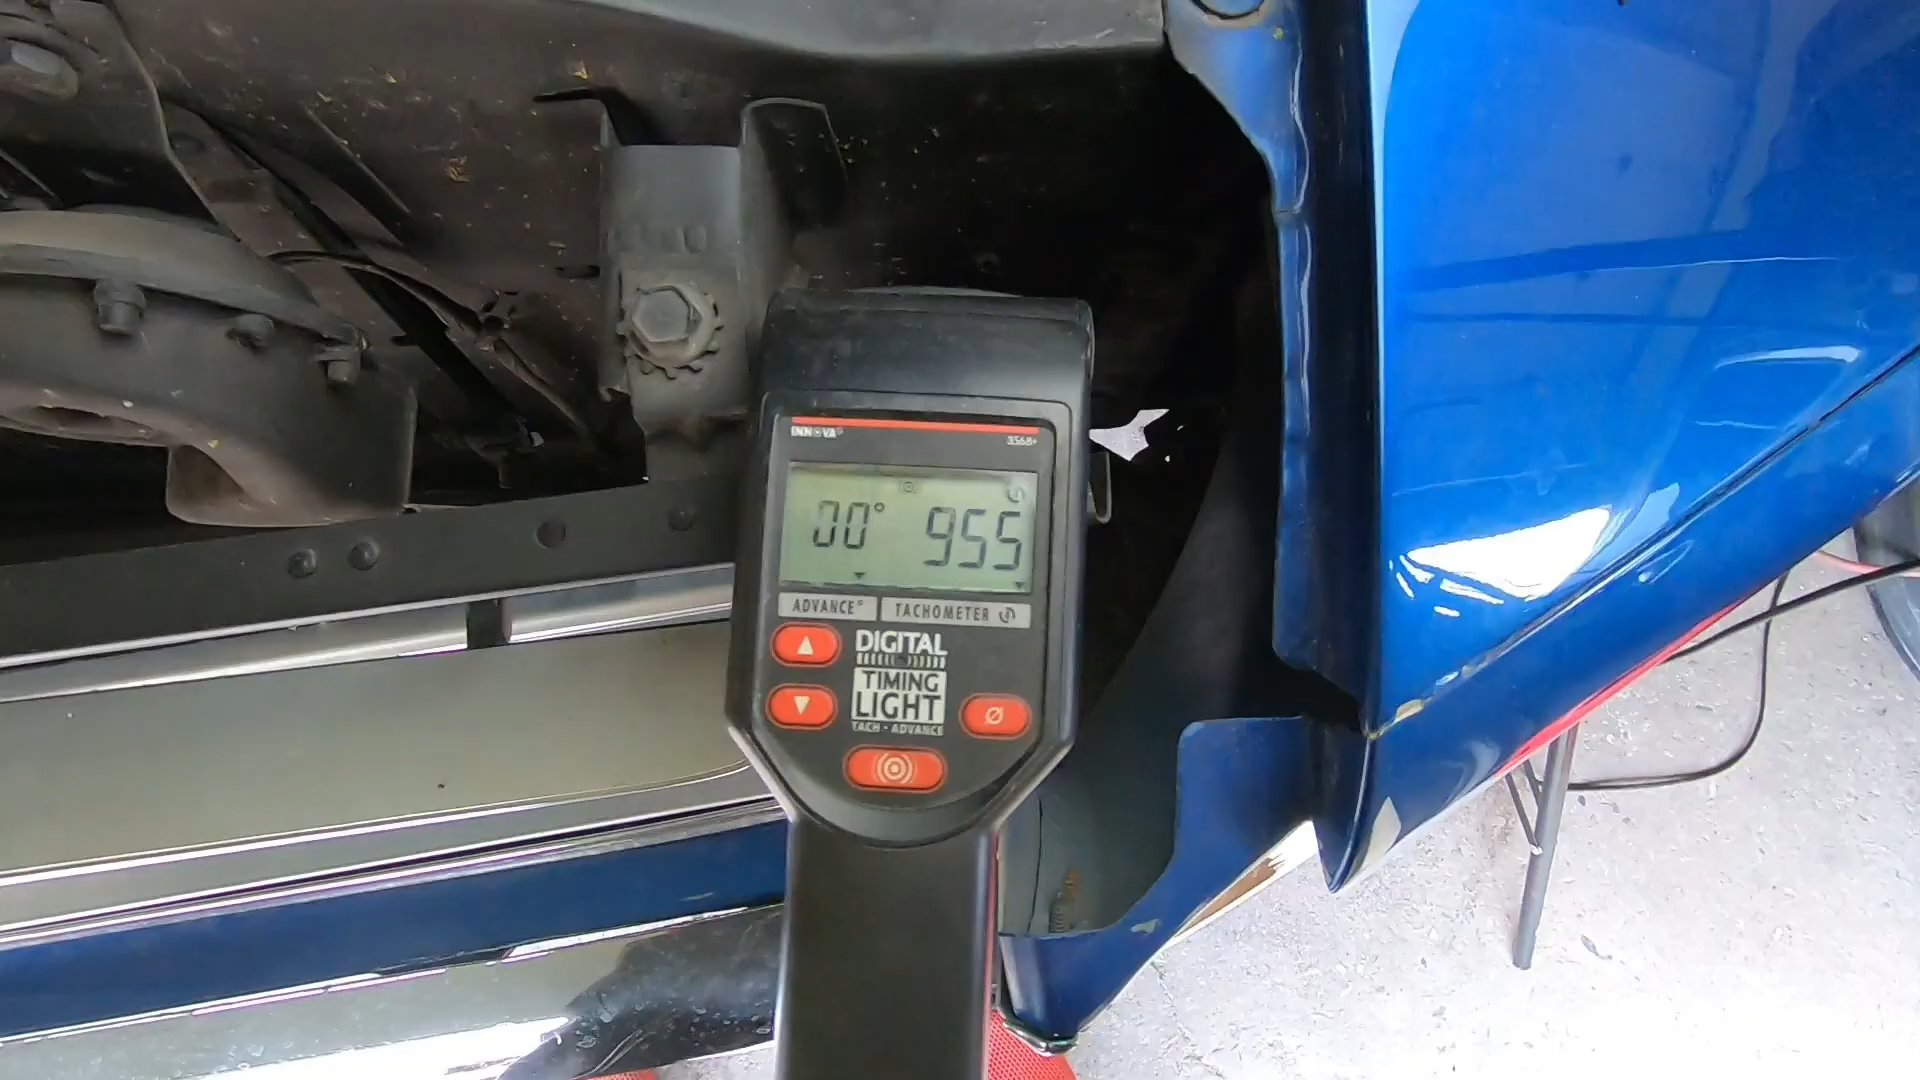 INNOVA® 3568
00° 955
ADVANCE° TACHOMETER
DIGITAL
TIMING
LIGHT
TACH - ADVANCE